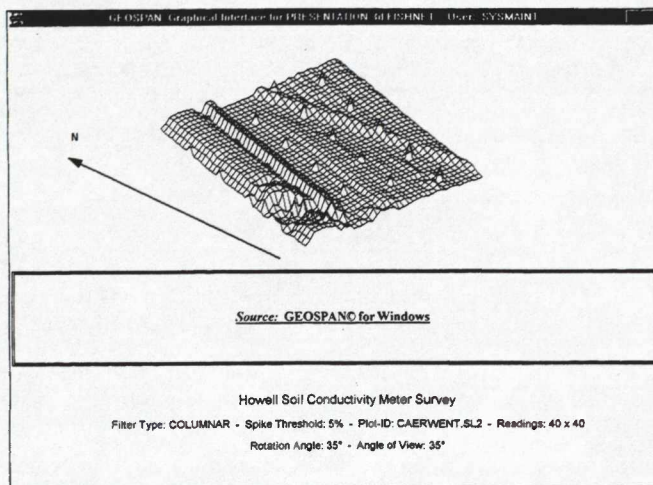 GEOSPAN Graphical Interface for PRESENTATION User: SYSMAINT
N
Source: GEOSPAN© for Windows
Howell Soil Conductivity Meter Survey
Filter Type: COLUMNAR - Spike Threshold: 5% - Plot-ID: CAERWENT.SL2 - Readings: 40 x 40
Rotation Angle: 35° - Angle of View: 35°